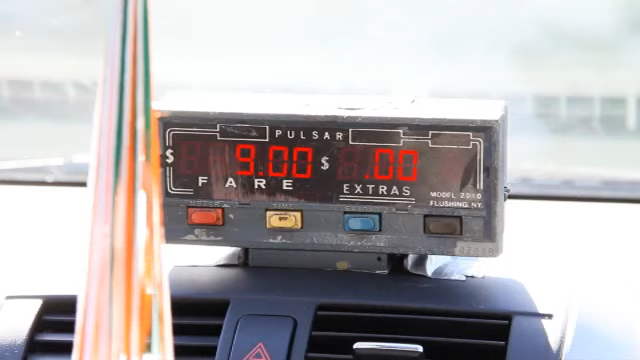 PULSAR
$ 9.00 $ .00
FARE EXTRAS
MODEL 2010
FLUSHING, NY.